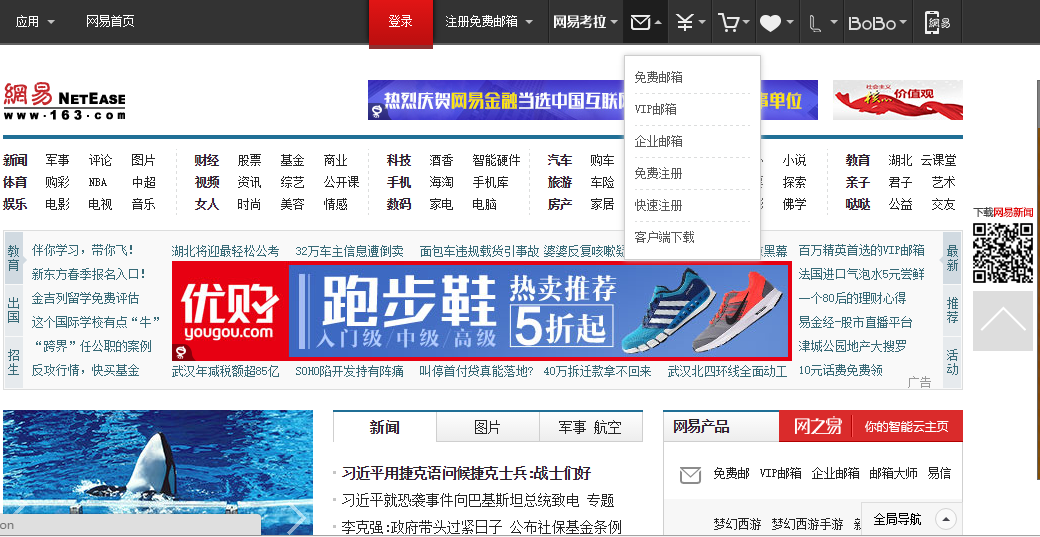 应用 网易首页 登录 注册免费邮箱 网易考拉 BoBo 網易
免费邮箱
VIP邮箱
企业邮箱
免费注册
快速注册
客户端下载
網易 NETEASE
www.163.com
热烈庆贺网易金融当选中国互联网 单位
社会主义 核心 价值观
新闻 军事 评论 图片 财经 股票 基金 商业 科技 酒香 智能硬件 汽车 购车 小说 教育 湖北 云课堂
体育 购彩 NBA 中超 视频 资讯 综艺 公开课 手机 海淘 手机库 旅游 车险 探索 亲子 君子 艺术
娱乐 电影 电视 音乐 女人 时尚 美容 情感 数码 家电 电脑 房产 家居 佛学 哒哒 公益 交友
下载网易新闻
教育
出国
招生
伴你学习，带你飞！
新东方春季报名入口！
金吉列留学免费评估
这个国际学校有点“牛”
“跨界”任公职的案例
反攻行情，快买基金
湖北将迎最轻松公考 32万车主信息遭倒卖 面包车违规载货引事故 婆婆反复咳嗽疑 黑幕
优购
yougou.com
跑步鞋
入门级/中级/高级
热卖推荐
5折起
武汉年减税额超85亿 SOHO陷开发持有阵痛 叫停首付贷真能落地? 40万拆迁款拿不回来 武汉北四环线全面动工
百万精英首选的VIP邮箱
法国进口气泡水5元尝鲜
一个80后的理财心得
易金经-股市直播平台
津城公园地产大搜罗
10元话费免费领
广告
最新
推荐
活动
新闻 图片 军事 航空
习近平用捷克语问候捷克士兵:战士们好
习近平就恐袭事件向巴基斯坦总统致电 专题
李克强:政府带头过紧日子 公布社保基金条例
网易产品 网之易 你的智能云主页
免费邮 VIP邮箱 企业邮箱 邮箱大师 易信
梦幻西游 梦幻西游手游
全局导航
on